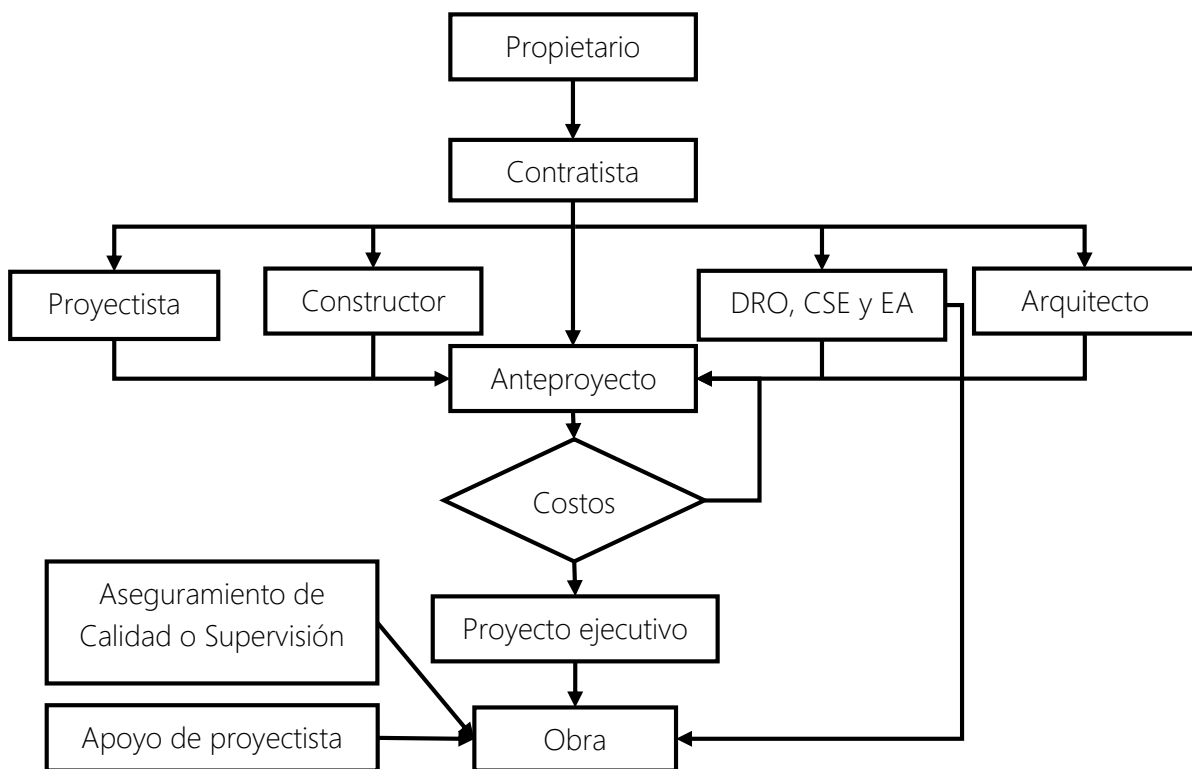 Propietario
Contratista
Proyectista
Constructor
DRO, CSE y EA
Arquitecto
Anteproyecto
Costos
Aseguramiento de
Calidad o Supervisión
Proyecto ejecutivo
Apoyo de proyectista
Obra